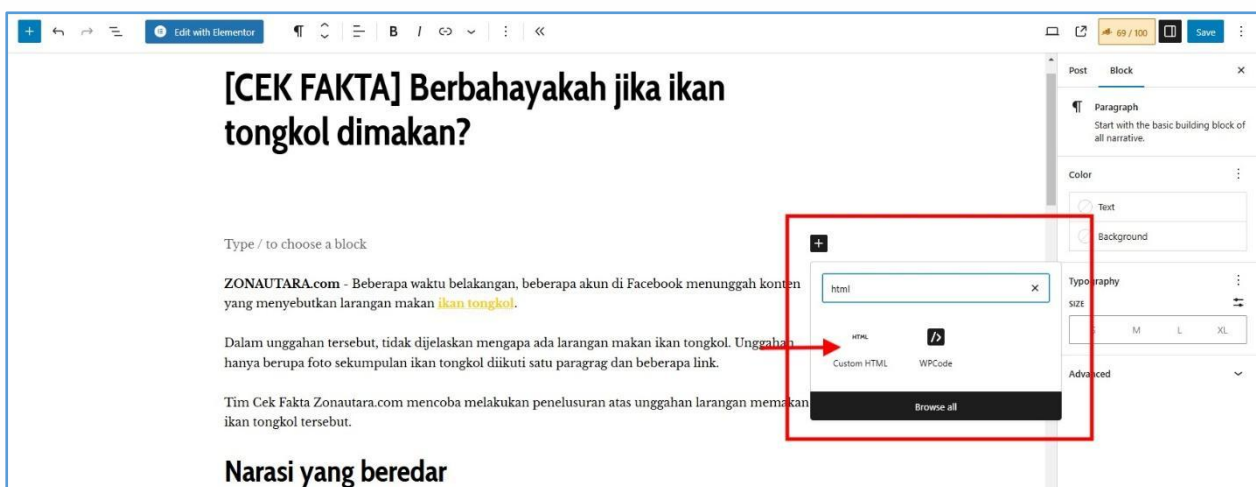 Edit with Elementor
B I
69 / 100
Save
[CEK FAKTA] Berbahayakah jika ikan
tongkol dimakan?
Type / to choose a block
ZONAUTARA.com - Beberapa waktu belakangan, beberapa akun di Facebook menunggah konten
yang menyebutkan larangan makan ikan tongkol.
Dalam unggahan tersebut, tidak dijelaskan mengapa ada larangan makan ikan tongkol. Unggahan
hanya berupa foto sekumpulan ikan tongkol diikuti satu paragrag dan beberapa link.
Tim Cek Fakta Zonautara.com mencoba melakukan penelusuran atas unggahan larangan memakan
ikan tongkol tersebut.
Narasi yang beredar
html
HTML
Custom HTML
WPCode
Browse all
Post Block
Paragraph
Start with the basic building block of
all narrative.
Color
Text
Background
Typography
SIZE
M L XL
Advanced